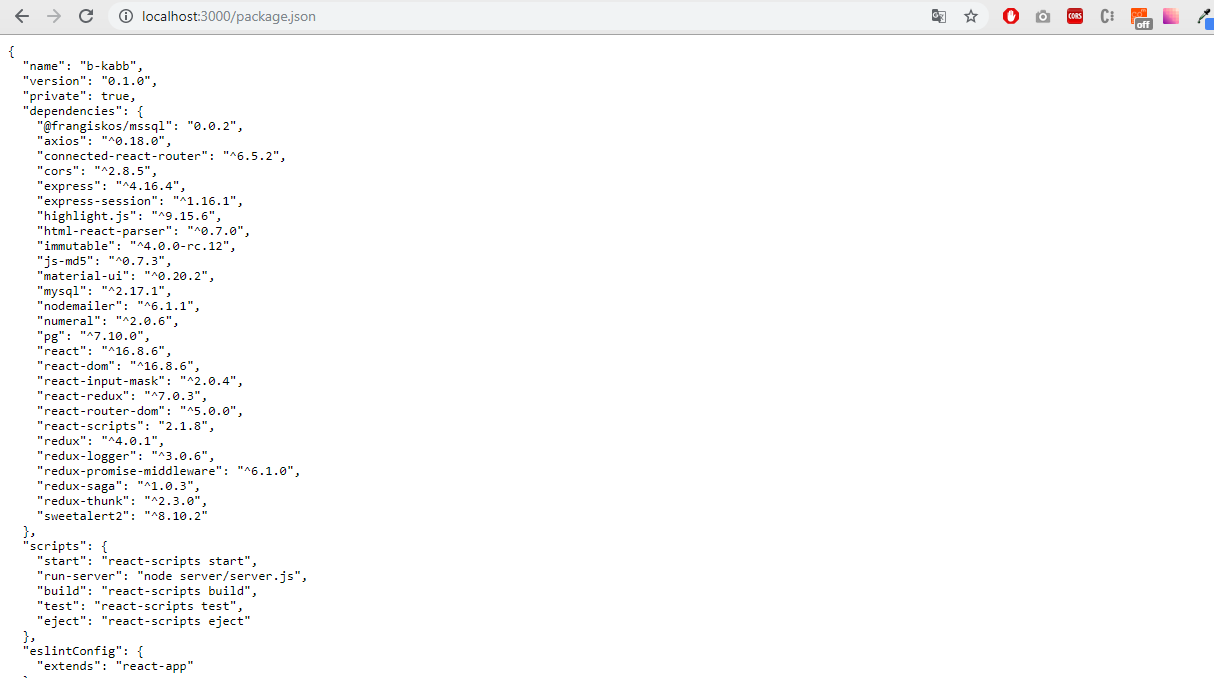 localhost:3000/package.json
CORS
C
off
{
"name": "b-kabb",
"version": "0.1.0",
"private": true,
"dependencies": {
"@frangiskos/mssql": "0.0.2",
"axios": "^0.18.0",
"connected-react-router": "^6.5.2",
"cors": "^2.8.5",
"express": "^4.16.4",
"express-session": "^1.16.1",
"highlight.js": "^9.15.6",
"html-react-parser": "^0.7.0",
"immutable": "^4.0.0-rc.12",
"js-md5": "^0.7.3",
"material-ui": "^0.20.2",
"mysql": "^2.17.1",
"nodemailer": "^6.1.1",
"numeral": "^2.0.6",
"pg": "^7.10.0",
"react": "^16.8.6",
"react-dom": "^16.8.6",
"react-input-mask": "^2.0.4",
"react-redux": "^7.0.3",
"react-router-dom": "^5.0.0",
"react-scripts": "2.1.8",
"redux": "^4.0.1",
"redux-logger": "^3.0.6",
"redux-promise-middleware": "^6.1.0",
"redux-saga": "^1.0.3",
"redux-thunk": "^2.3.0",
"sweetalert2": "^8.10.2"
},
"scripts": {
"start": "react-scripts start",
"run-server": "node server/server.js",
"build": "react-scripts build",
"test": "react-scripts test",
"eject": "react-scripts eject"
},
"eslintConfig": {
"extends": "react-app"